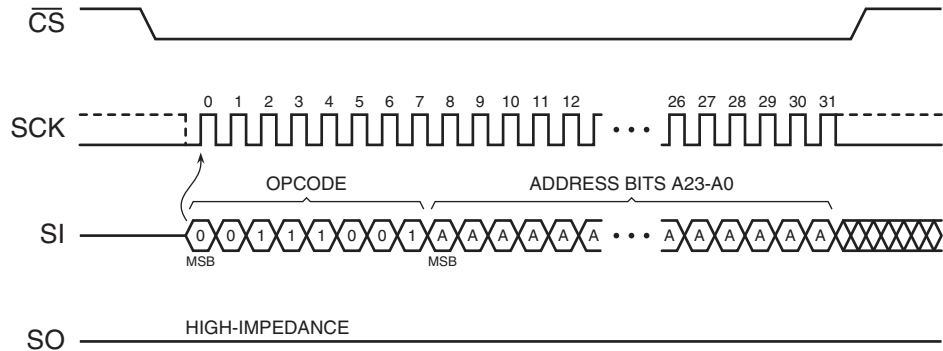 CS
0 1 2 3 4 5 6 7 8 9 10 11 12 26 27 28 29 30 31
SCK
OPCODE ADDRESS BITS A23-A0
SI 0 0 1 1 1 0 0 1 A A A A A A A A A A A A
MSB MSB
HIGH-IMPEDANCE
SO